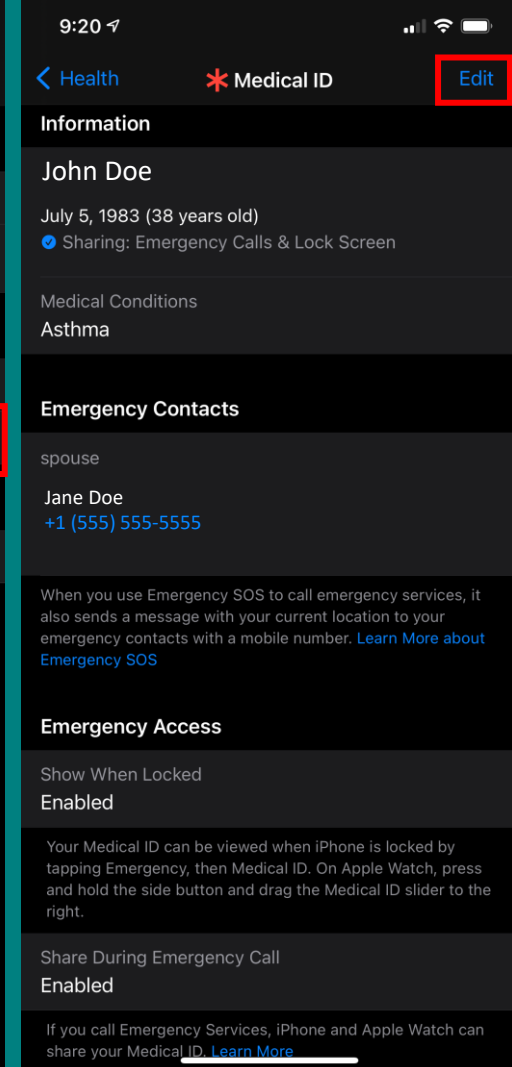 9:20
Health
Medical ID
Edit
Information
John Doe
July 5, 1983 (38 years old)
Sharing: Emergency Calls & Lock Screen
Medical Conditions
Asthma
Emergency Contacts
spouse
Jane Doe
+1 (555) 555-5555
When you use Emergency SOS to call emergency services, it
also sends a message with your current location to your
emergency contacts with a mobile number. Learn More about
Emergency SOS
Emergency Access
Show When Locked
Enabled
Your Medical ID can be viewed when iPhone is locked by
tapping Emergency, then Medical ID. On Apple Watch, press
and hold the side button and drag the Medical ID slider to the
right.
Share During Emergency Call
Enabled
If you call Emergency Services, iPhone and Apple Watch can
share your Medical ID. Learn More